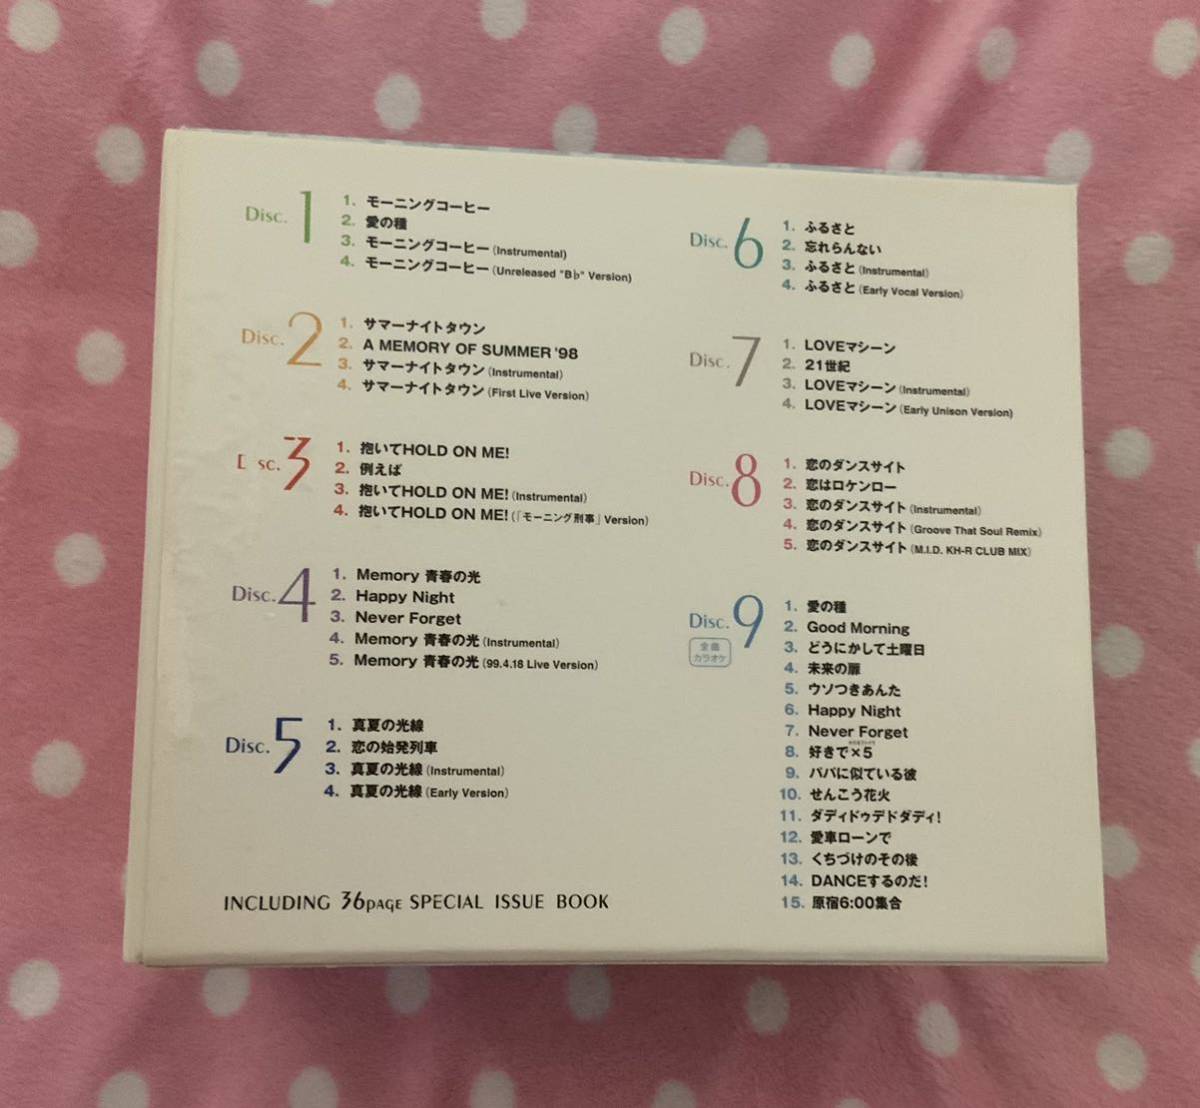 Disc. 1
1. モーニングコーヒー
2. 愛の種
3. モーニングコーヒー (Instrumental)
4. モーニングコーヒー (Unreleased "B♭" Version)
Disc. 2
1. サマーナイトタウン
2. A MEMORY OF SUMMER '98
3. サマーナイトタウン (Instrumental)
4. サマーナイトタウン (First Live Version)
Disc. 3
1. 抱いてHOLD ON ME!
2. 例えば
3. 抱いてHOLD ON ME! (Instrumental)
4. 抱いてHOLD ON ME! (「モーニング刑事」Version)
Disc. 4
1. Memory 青春の光
2. Happy Night
3. Never Forget
4. Memory 青春の光 (Instrumental)
5. Memory 青春の光 (99.4.18 Live Version)
Disc. 5
1. 真夏の光線
2. 恋の始発列車
3. 真夏の光線 (Instrumental)
4. 真夏の光線 (Early Version)
INCLUDING 36PAGE SPECIAL ISSUE BOOK
Disc. 6
1. ふるさと
2. 忘れらんない
3. ふるさと (Instrumental)
4. ふるさと (Early Vocal Version)
Disc. 7
1. LOVEマシーン
2. 21世紀
3. LOVEマシーン (Instrumental)
4. LOVEマシーン (Early Unison Version)
Disc. 8
1. 恋のダンスサイト
2. 恋はロケンロー
3. 恋のダンスサイト (Instrumental)
4. 恋のダンスサイト (Groove That Soul Remix)
5. 恋のダンスサイト (M.I.D. KH-R CLUB MIX)
Disc. 9
全曲
カラオケ
1. 愛の種
2. Good Morning
3. どうにかして土曜日
4. 未来の扉
5. ウソつきあんた
6. Happy Night
7. Never Forget
8. 好きで×5
9. パパに似ている彼
10. せんこう花火
11. ダディドゥデドダディ!
12. 愛車ローンで
13. くちづけのその後
14. DANCEするのだ!
15. 原宿6:00集合